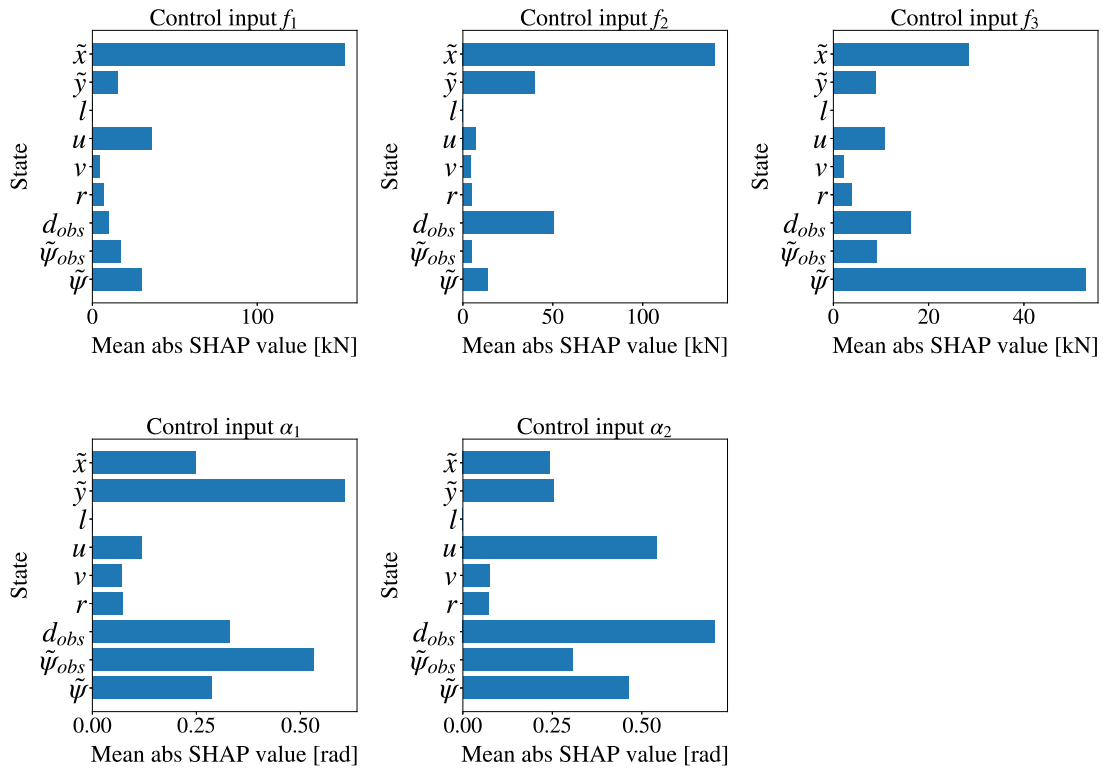 Control input f₁
State
x̃
ỹ
l
u
v
r
d_obs
ψ̃_obs
ψ̃
0 100
Mean abs SHAP value [kN]
Control input f₂
State
x̃
ỹ
l
u
v
r
d_obs
ψ̃_obs
ψ̃
0 50 100
Mean abs SHAP value [kN]
Control input f₃
State
x̃
ỹ
l
u
v
r
d_obs
ψ̃_obs
ψ̃
0 20 40
Mean abs SHAP value [kN]
Control input α₁
State
x̃
ỹ
l
u
v
r
d_obs
ψ̃_obs
ψ̃
0.00 0.25 0.50
Mean abs SHAP value [rad]
Control input α₂
State
x̃
ỹ
l
u
v
r
d_obs
ψ̃_obs
ψ̃
0.00 0.25 0.50
Mean abs SHAP value [rad]